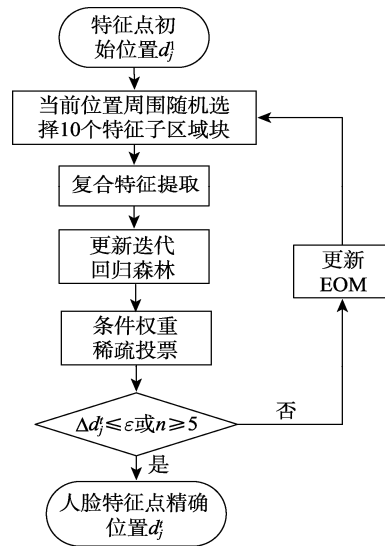 特征点初
始位置dⱼⁱ
当前位置周围随机选
择10个特征子区域块
复合特征提取
更新迭代
回归森林
更新
EOM
条件权重
稀疏投票
Δdⱼᵗ≤ε或n≥5
否
是
人脸特征点精确
位置dⱼᵗ